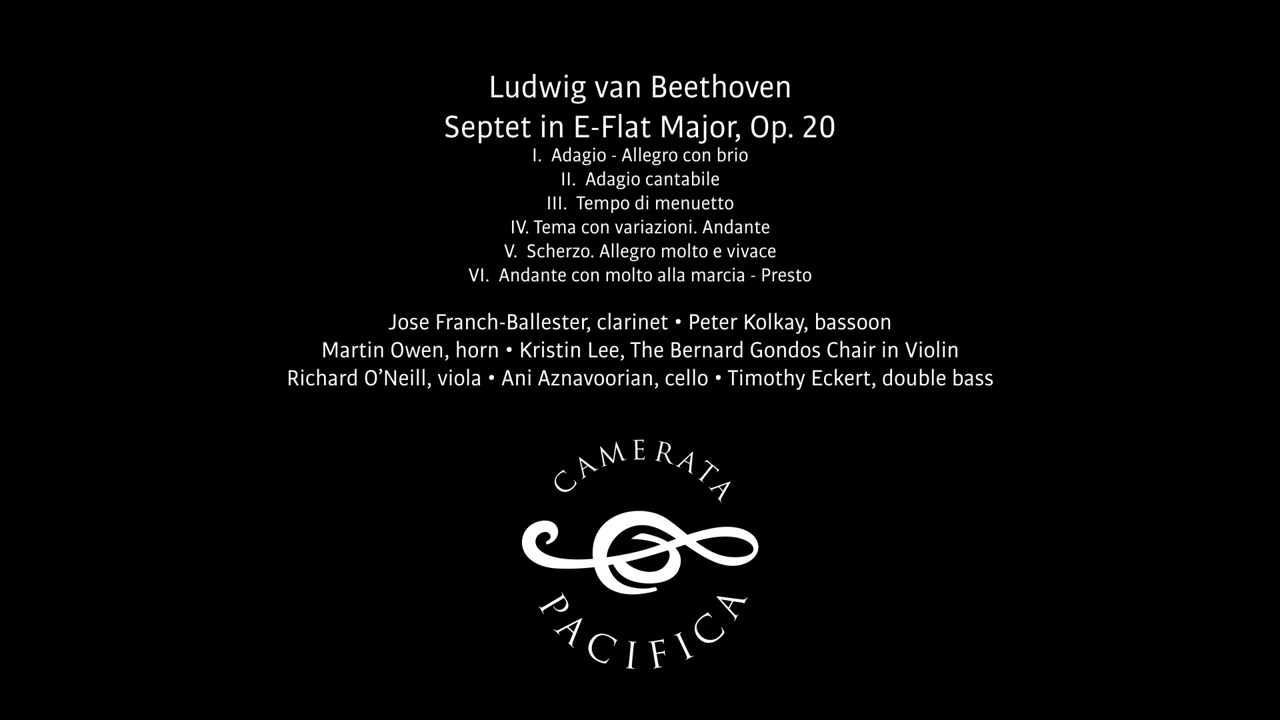 Ludwig van Beethoven
Septet in E-Flat Major, Op. 20
I. Adagio - Allegro con brio
II. Adagio cantabile
III. Tempo di menuetto
IV. Tema con variazioni. Andante
V. Scherzo. Allegro molto e vivace
VI. Andante con molto alla marcia - Presto
Jose Franch-Ballester, clarinet • Peter Kolkay, bassoon
Martin Owen, horn • Kristin Lee, The Bernard Gondos Chair in Violin
Richard O’Neill, viola • Ani Aznavoorian, cello • Timothy Eckert, double bass
CAMERATA
PACIFICA